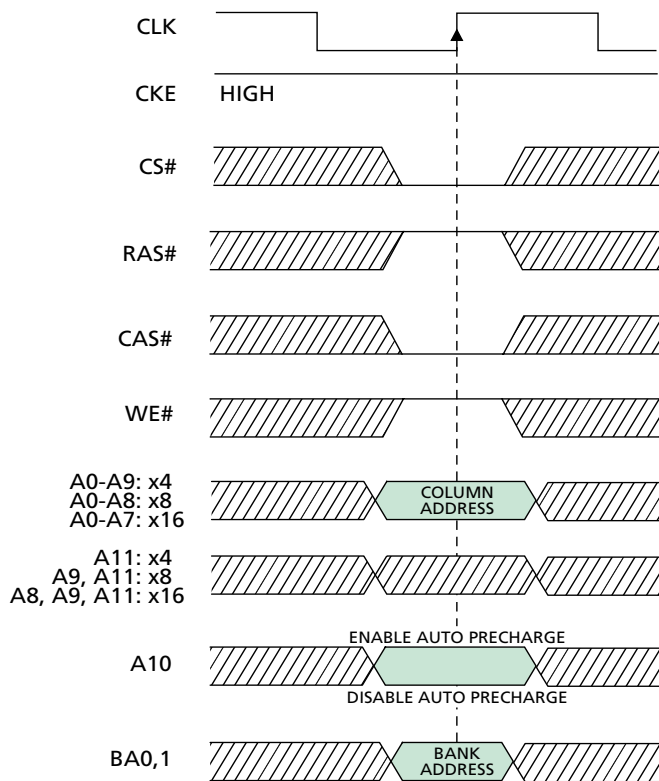 CLK
CKE HIGH
CS#
RAS#
CAS#
WE#
A0-A9: x4
A0-A8: x8
A0-A7: x16
COLUMN
ADDRESS
A11: x4
A9, A11: x8
A8, A9, A11: x16
ENABLE AUTO PRECHARGE
A10
DISABLE AUTO PRECHARGE
BA0,1
BANK
ADDRESS